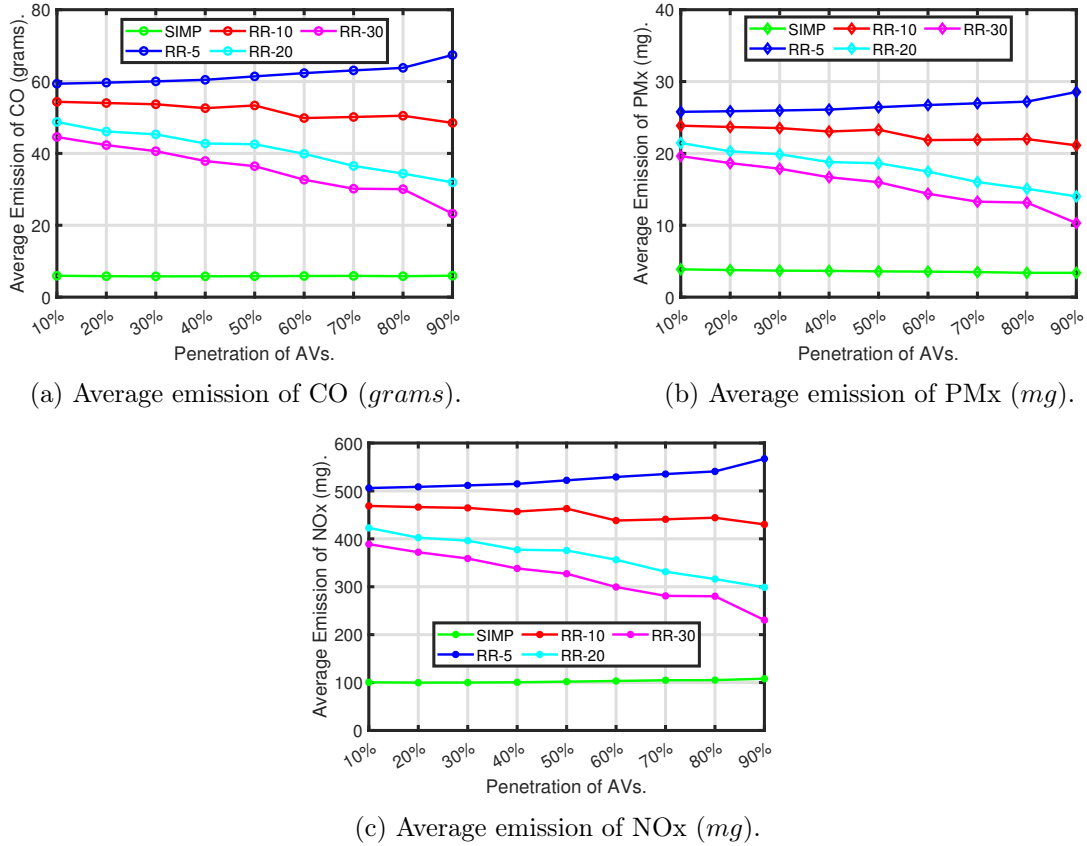 80
60
40
20
0
Average Emission of CO (grams).
SIMP RR-10 RR-30
RR-5 RR-20
10% 20% 30% 40% 50% 60% 70% 80% 90%
Penetration of AVs.
(a) Average emission of CO (grams).
40
30
20
10
0
Average Emission of PMx (mg).
SIMP RR-10 RR-30
RR-5 RR-20
10% 20% 30% 40% 50% 60% 70% 80% 90%
Penetration of AVs.
(b) Average emission of PMx (mg).
600
500
400
300
200
100
0
Average Emission of NOx (mg).
SIMP RR-10 RR-30
RR-5 RR-20
10% 20% 30% 40% 50% 60% 70% 80% 90%
Penetration of AVs.
(c) Average emission of NOx (mg).